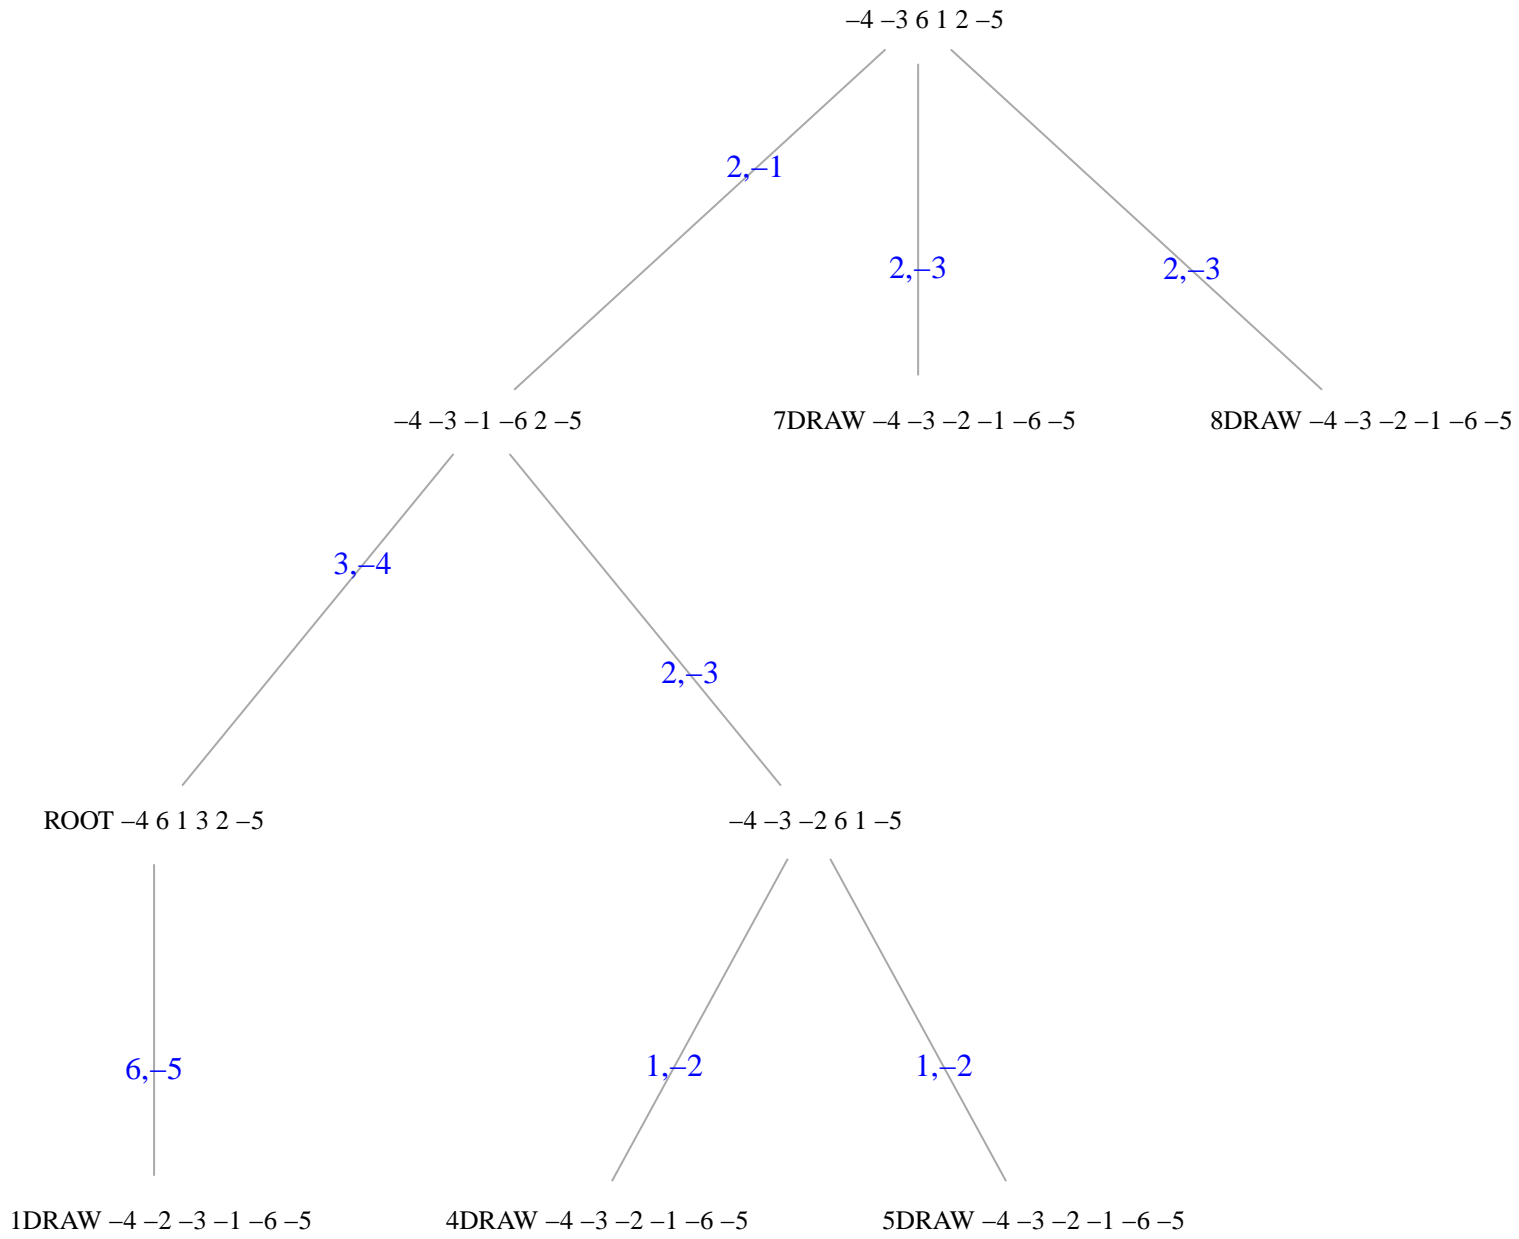 –4 –3 6 1 2 –5
2,–1
2,–3
2,–3
–4 –3 –1 –6 2 –5
7DRAW –4 –3 –2 –1 –6 –5
8DRAW –4 –3 –2 –1 –6 –5
3,–4
2,–3
ROOT –4 6 1 3 2 –5
–4 –3 –2 6 1 –5
6,–5
1,–2
1,–2
1DRAW –4 –2 –3 –1 –6 –5
4DRAW –4 –3 –2 –1 –6 –5
5DRAW –4 –3 –2 –1 –6 –5